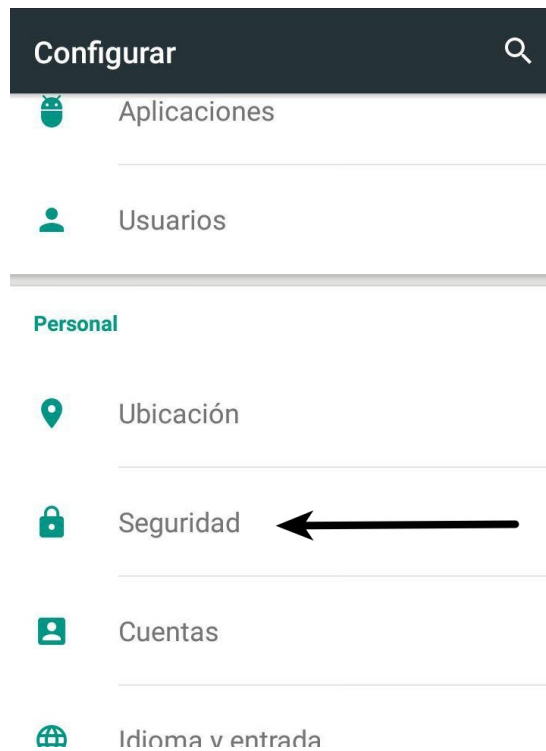 Configurar
Aplicaciones
Usuarios
Personal
Ubicación
Seguridad
Cuentas
Idioma y entrada